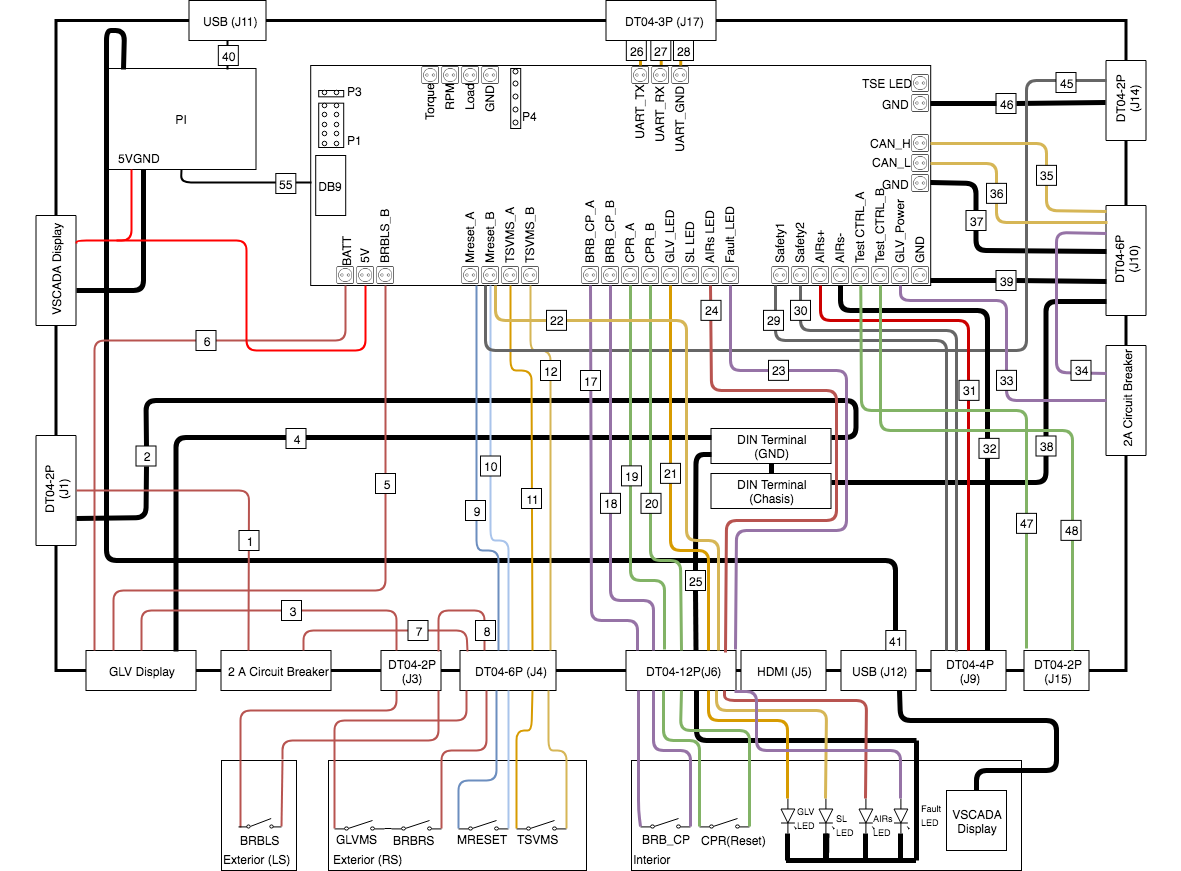 USB (J11)
DT04-3P (J17)
40
26
27
28
PI
5VGND
55
P3
P1
DB9
Torque
RPM
Load
GND
P4
UART_TX
UART_RX
UART_GND
TSE LED
GND
CAN_H
CAN_L
GND
46
45
DT04-2P
(J14)
35
36
37
39
DT04-6P
(J10)
VSCADA Display
BATT
5V
BRBLS_B
Mreset_A
Mreset_B
TSVMS_A
TSVMS_B
BRB_CP_A
BRB_CP_B
CPR_A
CPR_B
GLV_LED
SL LED
AIRs LED
Fault_LED
Safety1
Safety2
AIRs+
AIRs-
Test CTRL_A
Test_CTRL_B
GLV_Power
GND
6
22
24
29
30
12
17
23
31
33
34
2A Circuit Breaker
DT04-2P
(J1)
2
4
5
10
9
11
18
19
20
21
DIN Terminal
(GND)
DIN Terminal
(Chasis)
32
38
47
48
1
3
7
8
25
41
GLV Display
2 A Circuit Breaker
DT04-2P
(J3)
DT04-6P (J4)
DT04-12P(J6)
HDMI (J5)
USB (J12)
DT04-4P
(J9)
DT04-2P
(J15)
BRBLS
Exterior (LS)
GLVMS
BRBRS
MRESET
TSVMS
Exterior (RS)
BRB_CP
CPR(Reset)
Interior
GLV
LED
SL
LED
AIRs
LED
Fault
LED
VSCADA
Display